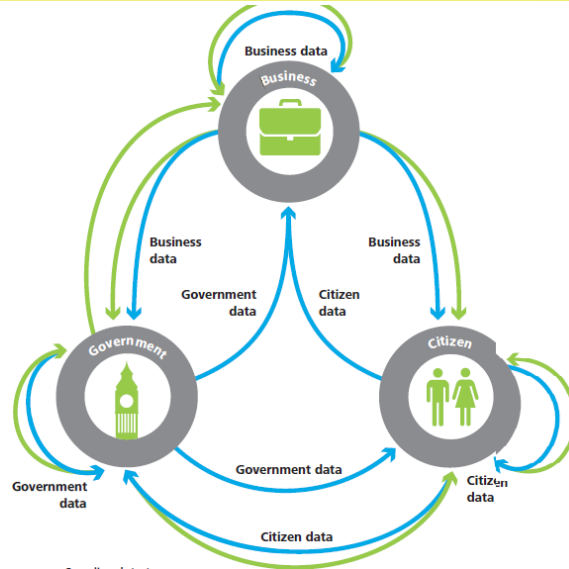 Business data
Business
Business
data
Business
data
Government
data
Citizen
data
Government
Citizen
Government data
Government
data
Citizen
data
Citizen data